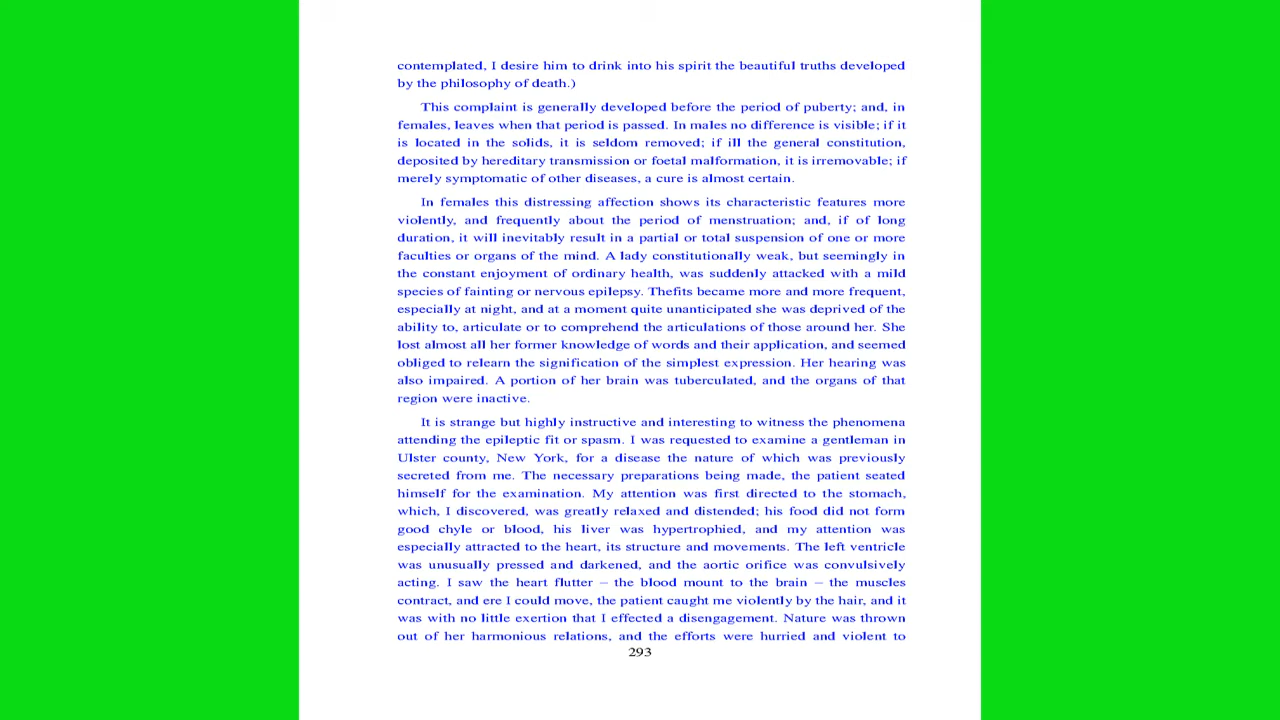 contemplated, I desire him to drink into his spirit the beautiful truths developed
by the philosophy of death.)
This complaint is generally developed before the period of puberty; and, in
females, leaves when that period is passed. In males no difference is visible; if it
is located in the solids, it is seldom removed; if ill the general constitution,
deposited by hereditary transmission or foetal malformation, it is irremovable; if
merely symptomatic of other diseases, a cure is almost certain.
In females this distressing affection shows its characteristic features more
violently, and frequently about the period of menstruation; and, if of long
duration, it will inevitably result in a partial or total suspension of one or more
faculties or organs of the mind. A lady constitutionally weak, but seemingly in
the constant enjoyment of ordinary health, was suddenly attacked with a mild
species of fainting or nervous epilepsy. Thefits became more and more frequent,
especially at night, and at a moment quite unanticipated she was deprived of the
ability to, articulate or to comprehend the articulations of those around her. She
lost almost all her former knowledge of words and their application, and seemed
obliged to relearn the signification of the simplest expression. Her hearing was
also impaired. A portion of her brain was tuberculated, and the organs of that
region were inactive.
It is strange but highly instructive and interesting to witness the phenomena
attending the epileptic fit or spasm. I was requested to examine a gentleman in
Ulster county, New York, for a disease the nature of which was previously
secreted from me. The necessary preparations being made, the patient seated
himself for the examination. My attention was first directed to the stomach,
which, I discovered, was greatly relaxed and distended; his food did not form
good chyle or blood, his liver was hypertrophied, and my attention was
especially attracted to the heart, its structure and movements. The left ventricle
was unusually pressed and darkened, and the aortic orifice was convulsively
acting. I saw the heart flutter – the blood mount to the brain – the muscles
contract, and ere I could move, the patient caught me violently by the hair, and it
was with no little exertion that I effected a disengagement. Nature was thrown
out of her harmonious relations, and the efforts were hurried and violent to
293